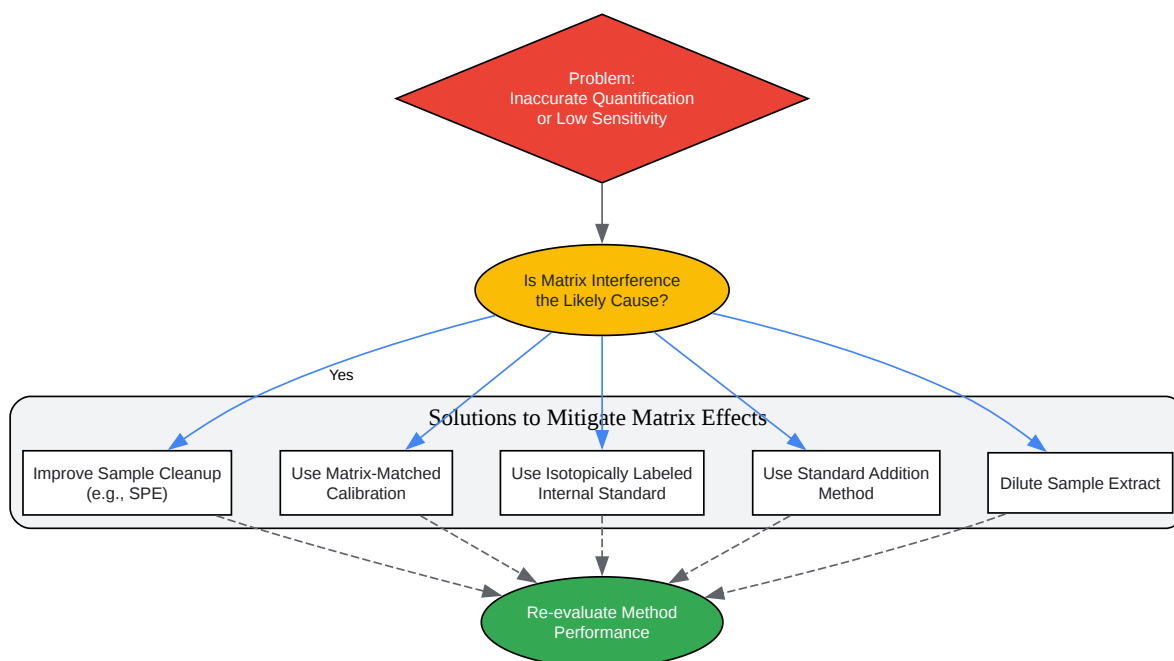 Problem:
Inaccurate Quantification
or Low Sensitivity
Is Matrix Interference
the Likely Cause?
Yes
Solutions to Mitigate Matrix Effects
Improve Sample Cleanup
(e.g., SPE)
Use Matrix-Matched
Calibration
Use Isotopically Labeled
Internal Standard
Use Standard Addition
Method
Dilute Sample Extract
Re-evaluate Method
Performance